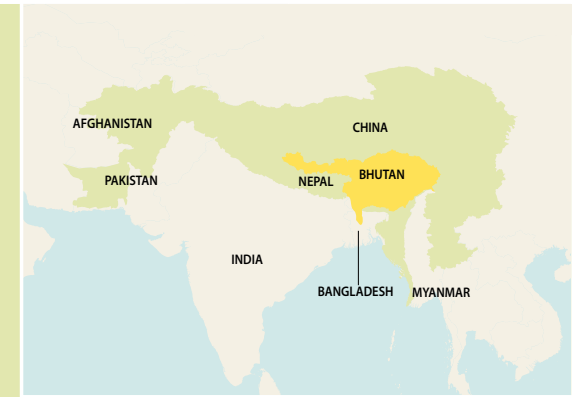 AFGHANISTAN
CHINA
PAKISTAN
NEPAL
BHUTAN
INDIA
BANGLADESH
MYANMAR